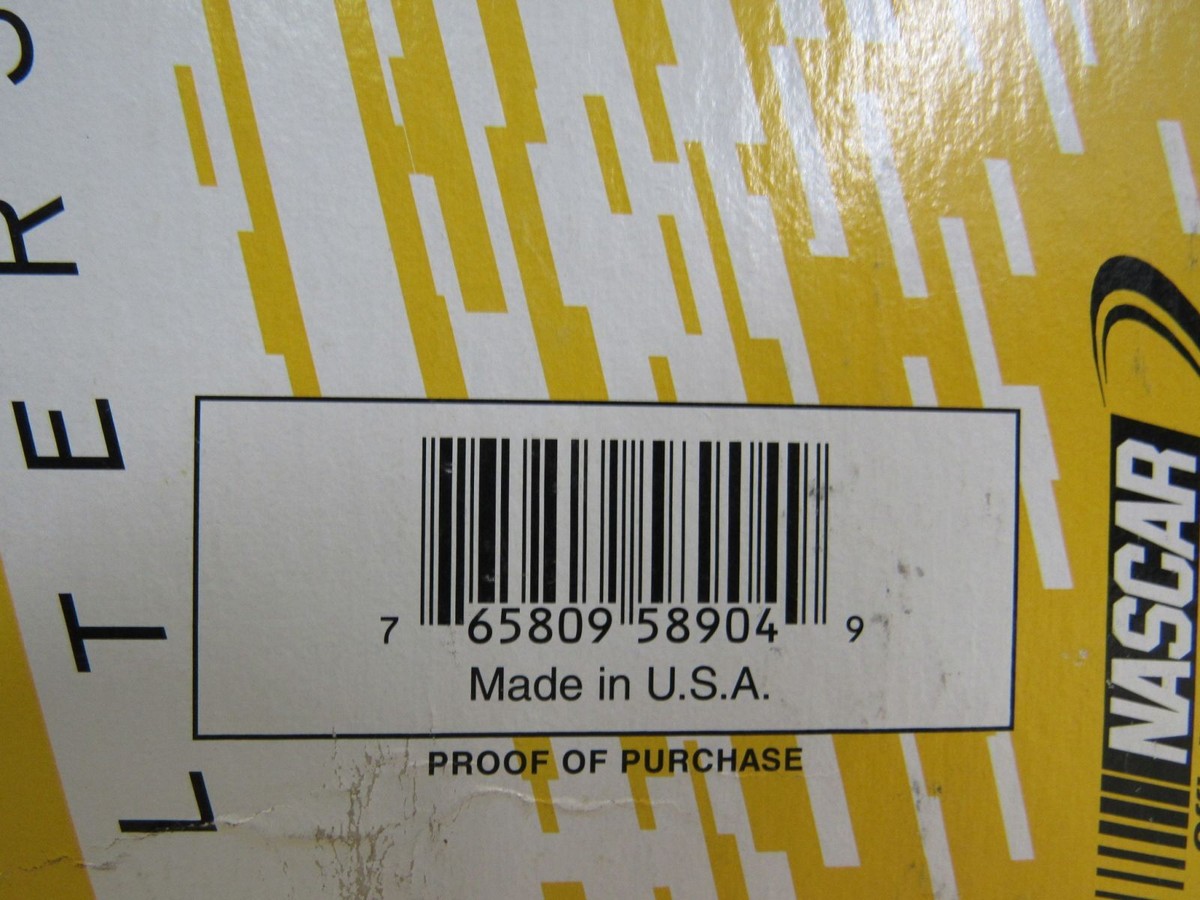 LTERS
7 65809 58904 9
Made in U.S.A.
PROOF OF PURCHASE
NASCAR